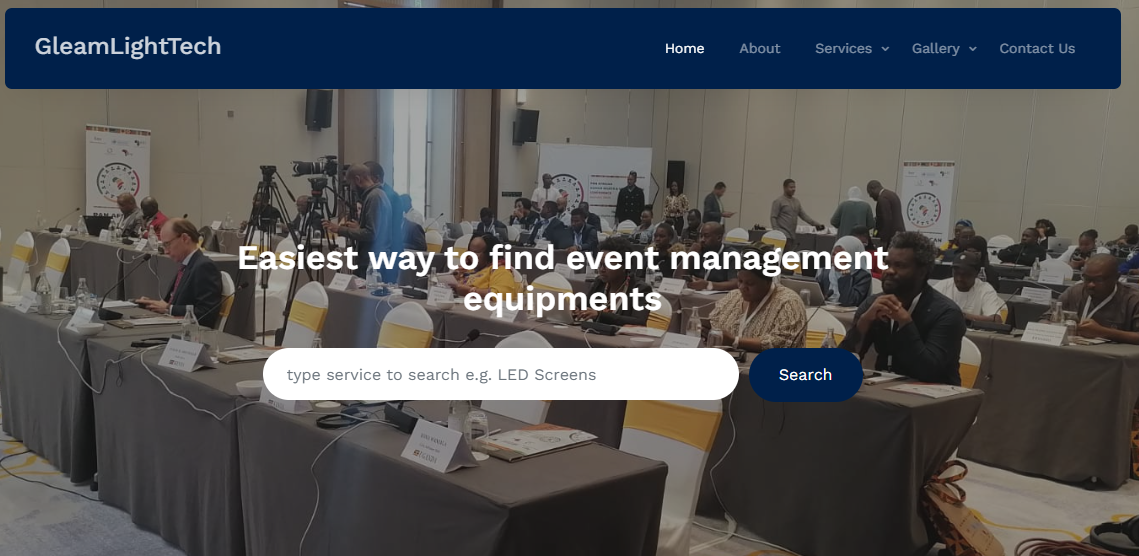 GleamLightTech
Home About Services Gallery Contact Us
Easiest way to find event management
equipments
type service to search e.g. LED Screens Search